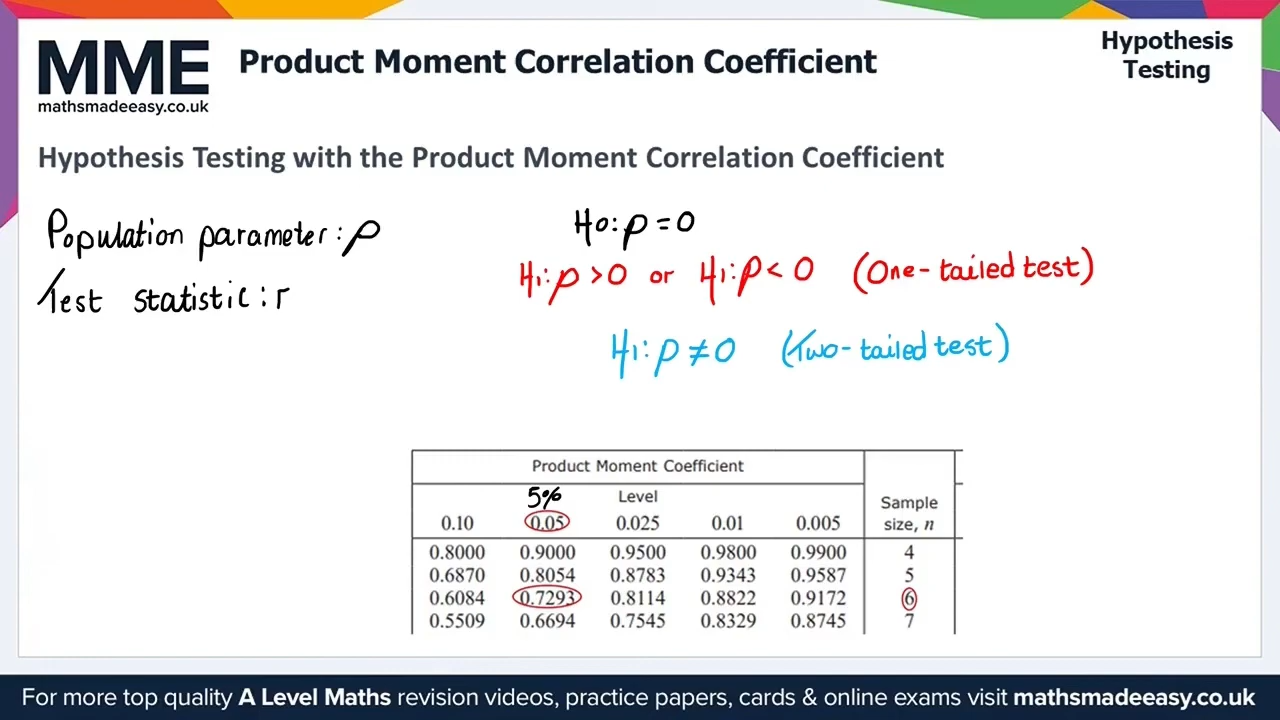 MME
mathsmadeeasy.co.uk
Product Moment Correlation Coefficient
Hypothesis
Testing
Hypothesis Testing with the Product Moment Correlation Coefficient
Population parameter: ρ
Test statistic: r
H0: ρ = 0
H1: ρ > 0 or H1: ρ < 0 (One-tailed test)
H1: ρ ≠ 0 (Two-tailed test)
Product Moment Coefficient
5% Level
Sample
size, n
0.10 0.05 0.025 0.01 0.005
0.8000 0.9000 0.9500 0.9800 0.9900 4
0.6870 0.8054 0.8783 0.9343 0.9587 5
0.6084 0.7293 0.8114 0.8822 0.9172 6
0.5509 0.6694 0.7545 0.8329 0.8745 7
For more top quality A Level Maths revision videos, practice papers, cards & online exams visit mathsmadeeasy.co.uk